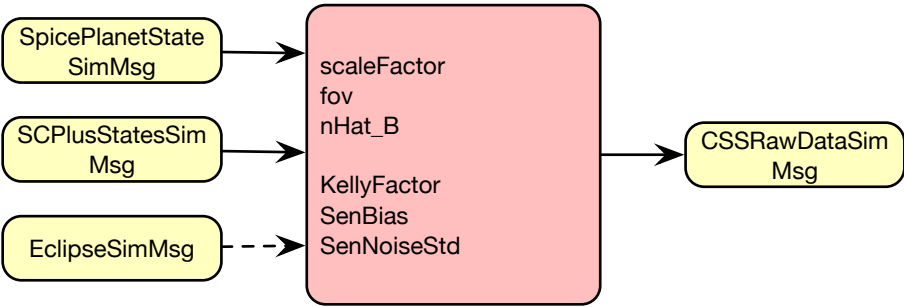 SpicePlanetState
SimMsg
SCPlusStatesSim
Msg
EclipseSimMsg
scaleFactor
fov
nHat_B
KellyFactor
SenBias
SenNoiseStd
CSSRawDataSim
Msg